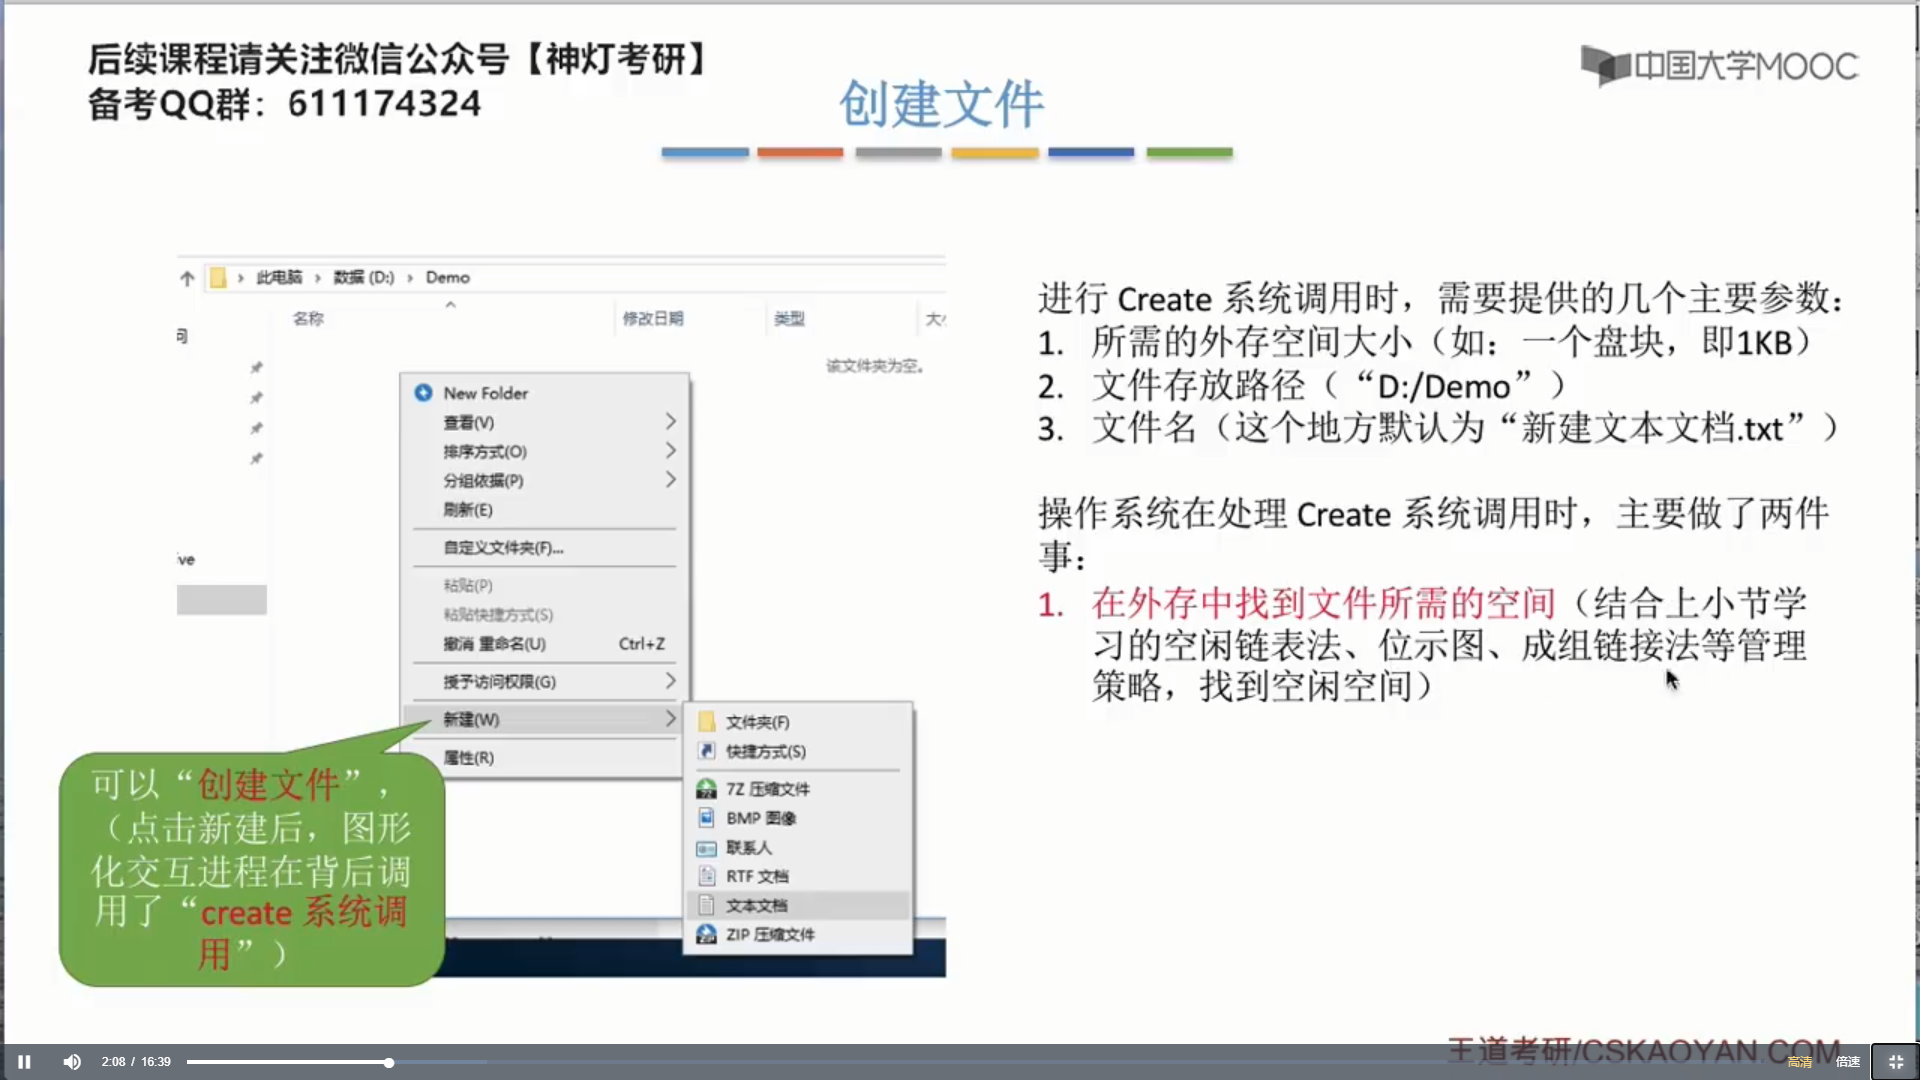 后续课程请关注微信公众号【神灯考研】
备考QQ群：611174324
中国大学MOOC
创建文件
此电脑 › 数据 (D:) › Demo
名称 修改日期 类型
该文件夹为空。
New Folder
查看(V)
排序方式(O)
分组依据(P)
刷新(E)
自定义文件夹(F)...
粘贴(P)
粘贴快捷方式(S)
撤消 重命名(U) Ctrl+Z
授予访问权限(G)
新建(W)
属性(R)
文件夹(F)
快捷方式(S)
7Z 压缩文件
BMP 图像
联系人
RTF 文档
文本文档
ZIP 压缩文件
可以“创建文件”，
（点击新建后，图形
化交互进程在背后调
用了“create 系统调
用”）
进行 Create 系统调用时，需要提供的几个主要参数：
1. 所需的外存空间大小（如：一个盘块，即1KB）
2. 文件存放路径（“D:/Demo”）
3. 文件名（这个地方默认为“新建文本文档.txt”）
操作系统在处理 Create 系统调用时，主要做了两件
事：
1. 在外存中找到文件所需的空间（结合上小节学
习的空闲链表法、位示图、成组链接法等管理
策略，找到空闲空间）
王道考研/CSKAOYAN.COM
2:08 / 16:39
高清 倍速